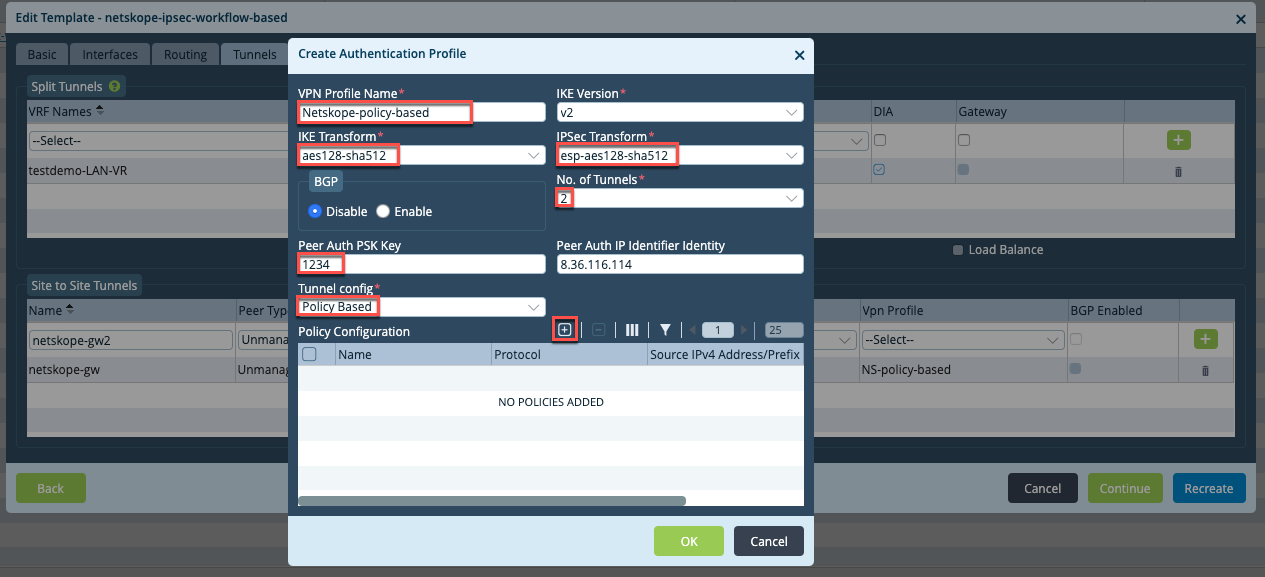 Edit Template - netskope-ipsec-workflow-based
Basic
Interfaces
Routing
Tunnels
Split Tunnels
VRF Names
DIA
Gateway
--Select--
testdemo-LAN-VR
Load Balance
Site to Site Tunnels
Name
Peer Typ
Vpn Profile
BGP Enabled
netskope-gw2
Unmana
--Select--
netskope-gw
Unmanag
NS-policy-based
Back
Cancel
Continue
Recreate
Create Authentication Profile
VPN Profile Name*
IKE Version*
Netskope-policy-based
v2
IKE Transform*
IPSec Transform*
aes128-sha512
esp-aes128-sha512
BGP
No. of Tunnels*
2
Disable
Enable
Peer Auth PSK Key
Peer Auth IP Identifier Identity
1234
8.36.116.114
Tunnel config*
Policy Based
Policy Configuration
1
25
Name
Protocol
Source IPv4 Address/Prefix
NO POLICIES ADDED
OK
Cancel